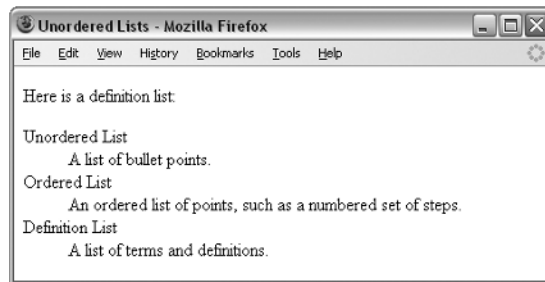 Unordered Lists - Mozilla Firefox
File Edit View History Bookmarks Tools Help
Here is a definition list:
Unordered List
A list of bullet points.
Ordered List
An ordered list of points, such as a numbered set of steps.
Definition List
A list of terms and definitions.